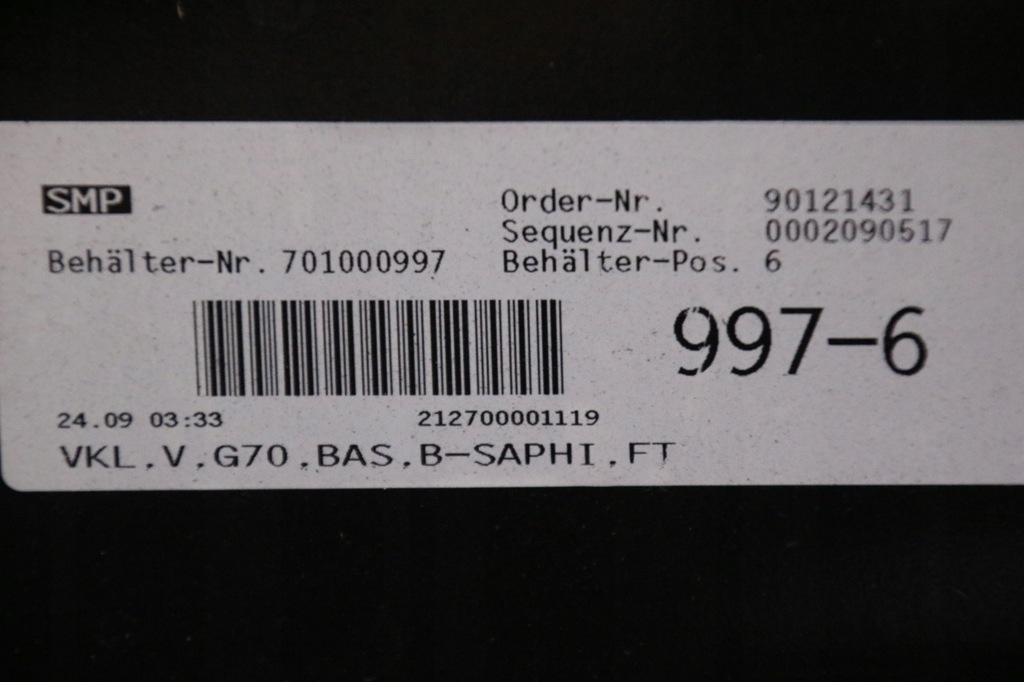 SMP
Order-Nr. 90121431
Sequenz-Nr. 0002090517
Behälter-Nr. 701000997 Behälter-Pos. 6
997-6
24.09 03:33 212700001119
VKL,V,G70,BAS,B-SAPHI,FT